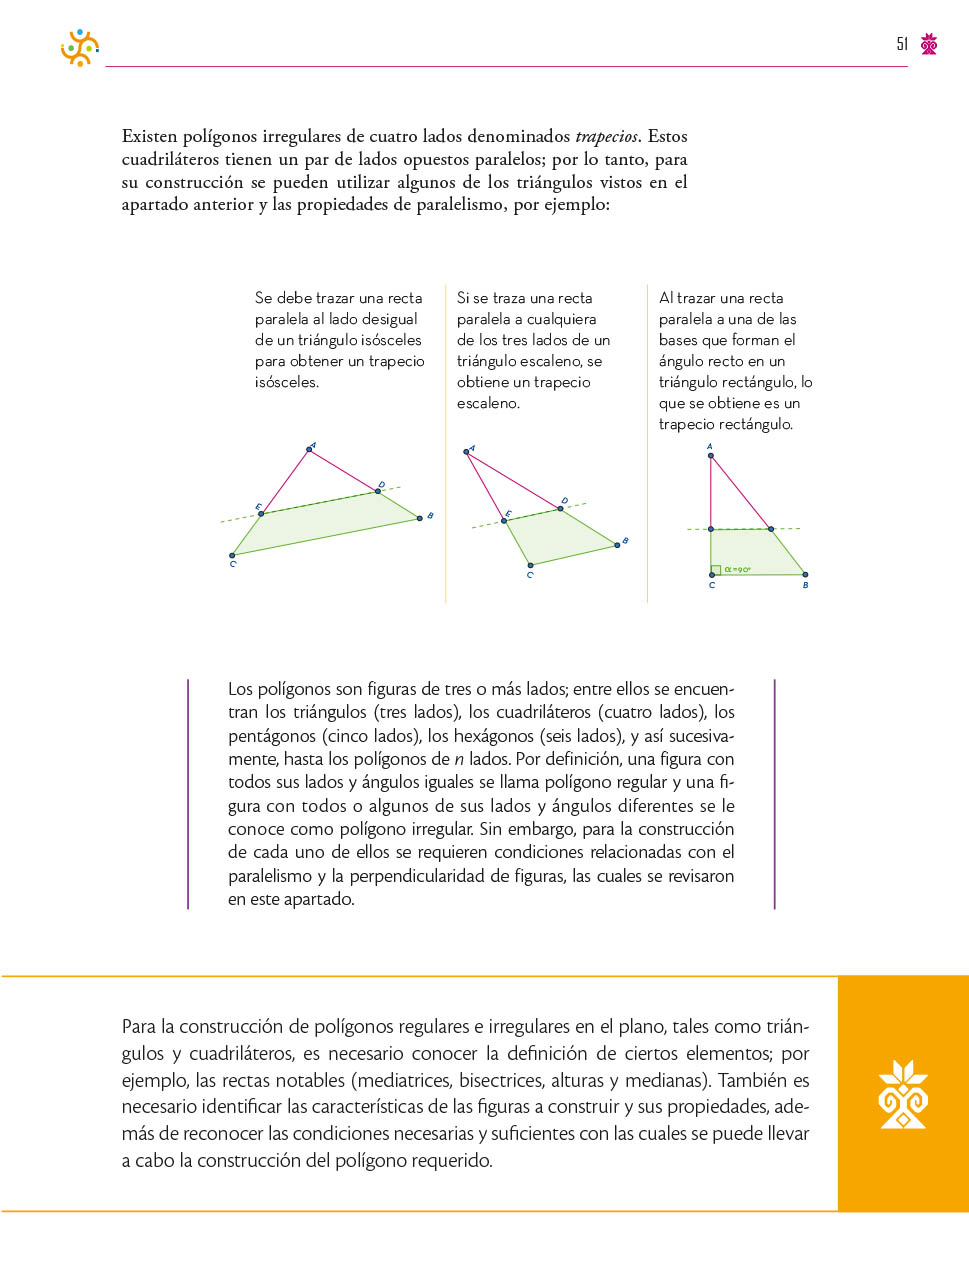 51
Existen polígonos irregulares de cuatro lados denominados trapecios. Estos
cuadriláteros tienen un par de lados opuestos paralelos; por lo tanto, para
su construcción se pueden utilizar algunos de los triángulos vistos en el
apartado anterior y las propiedades de paralelismo, por ejemplo:
Se debe trazar una recta
paralela al lado desigual
de un triángulo isósceles
para obtener un trapecio
isósceles.
A
D
E
B
C
Si se traza una recta
paralela a cualquiera
de los tres lados de un
triángulo escaleno, se
obtiene un trapecio
escaleno.
A
D
E
B
C
Al trazar una recta
paralela a una de las
bases que forman el
ángulo recto en un
triángulo rectángulo, lo
que se obtiene es un
trapecio rectángulo.
A
α=90°
C B
Los polígonos son figuras de tres o más lados; entre ellos se encuen-
tran los triángulos (tres lados), los cuadriláteros (cuatro lados), los
pentágonos (cinco lados), los hexágonos (seis lados), y así sucesiva-
mente, hasta los polígonos de n lados. Por definición, una figura con
todos sus lados y ángulos iguales se llama polígono regular y una fi-
gura con todos o algunos de sus lados y ángulos diferentes se le
conoce como polígono irregular. Sin embargo, para la construcción
de cada uno de ellos se requieren condiciones relacionadas con el
paralelismo y la perpendicularidad de figuras, las cuales se revisaron
en este apartado.
Para la construcción de polígonos regulares e irregulares en el plano, tales como trián-
gulos y cuadriláteros, es necesario conocer la definición de ciertos elementos; por
ejemplo, las rectas notables (mediatrices, bisectrices, alturas y medianas). También es
necesario identificar las características de las figuras a construir y sus propiedades, ade-
más de reconocer las condiciones necesarias y suficientes con las cuales se puede llevar
a cabo la construcción del polígono requerido.